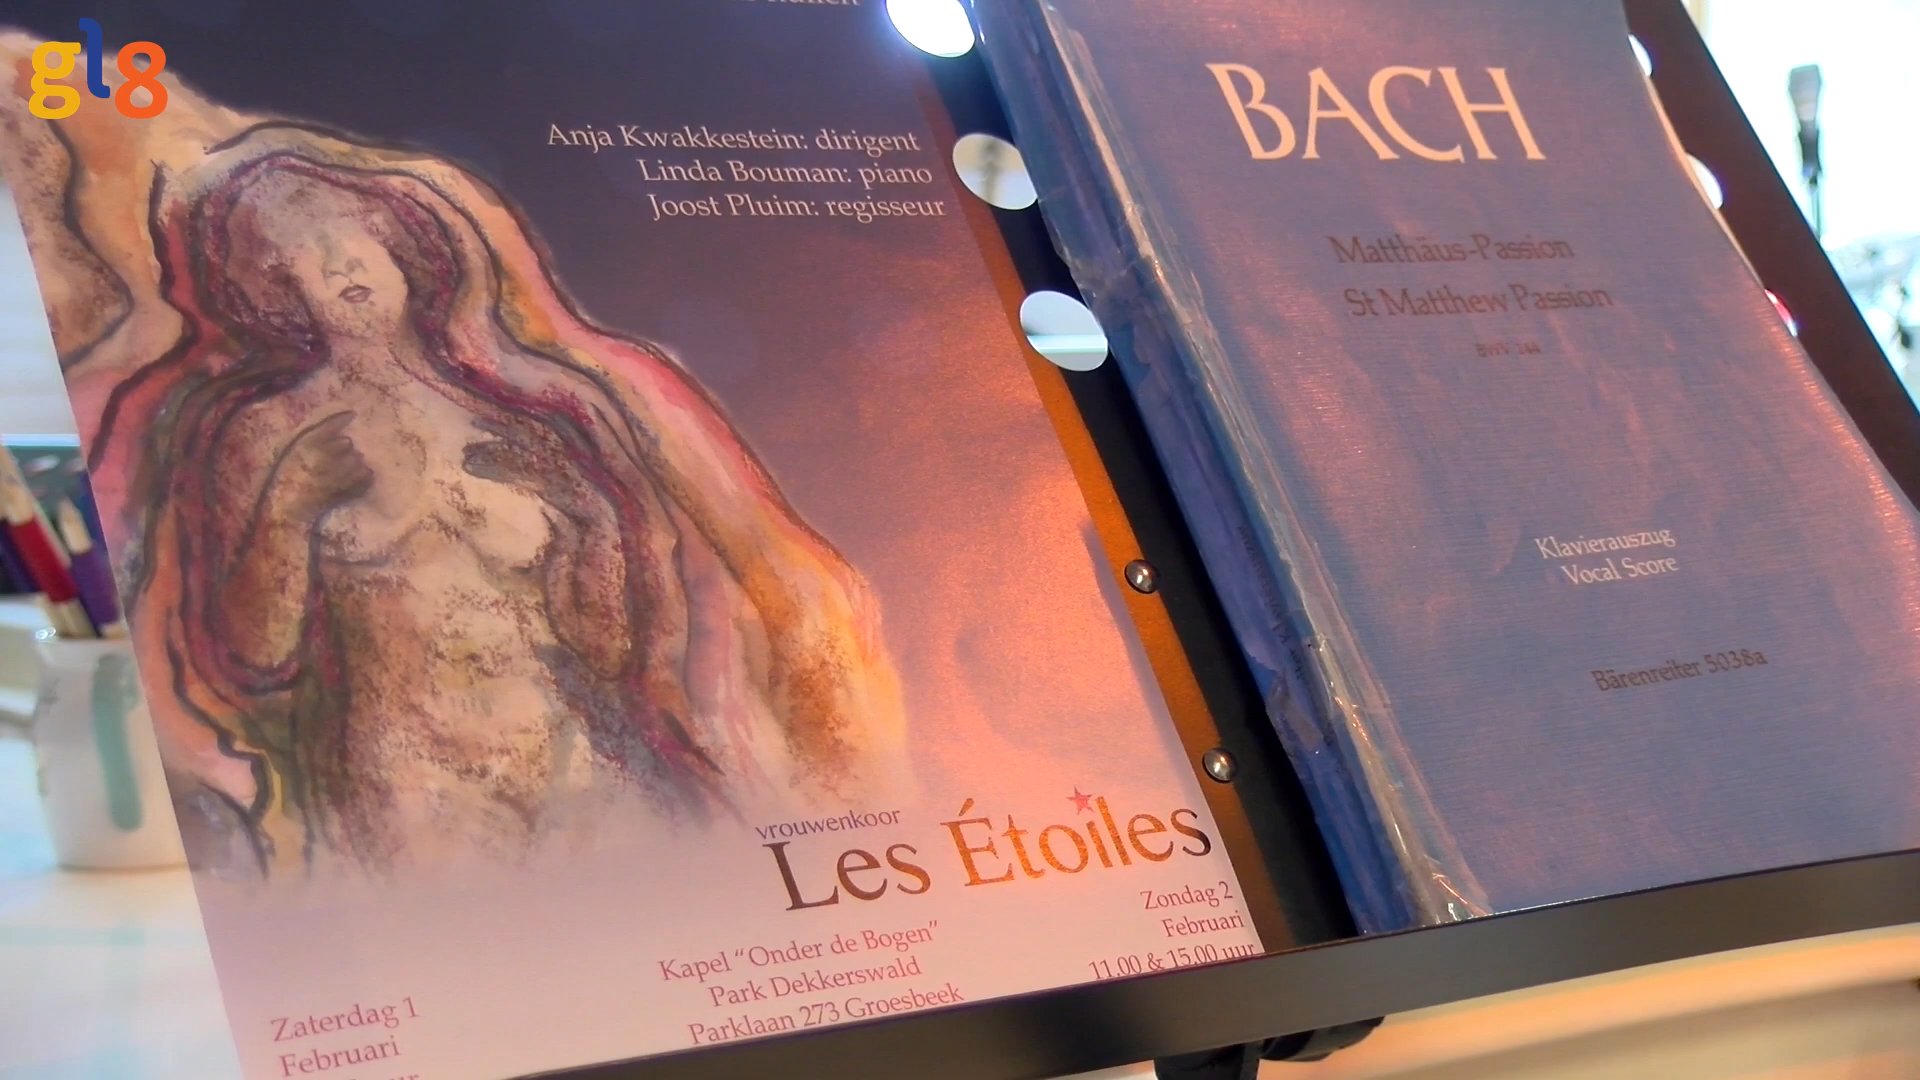 gl8
Anja Kwakkestein: dirigent
Linda Bouman: piano
Joost Pluim: regisseur
vrouwenkoor
Les Étoiles
Zaterdag 1
Februari
Kapel “Onder de Bogen”
Park Dekkerswald
Parklaan 273 Groesbeek
Zondag 2
Februari
11.00 & 15.00 uur
BACH
Matthäus-Passion
St Matthew Passion
BWV 244
Klavierauszug
Vocal Score
Bärenreiter 5038a